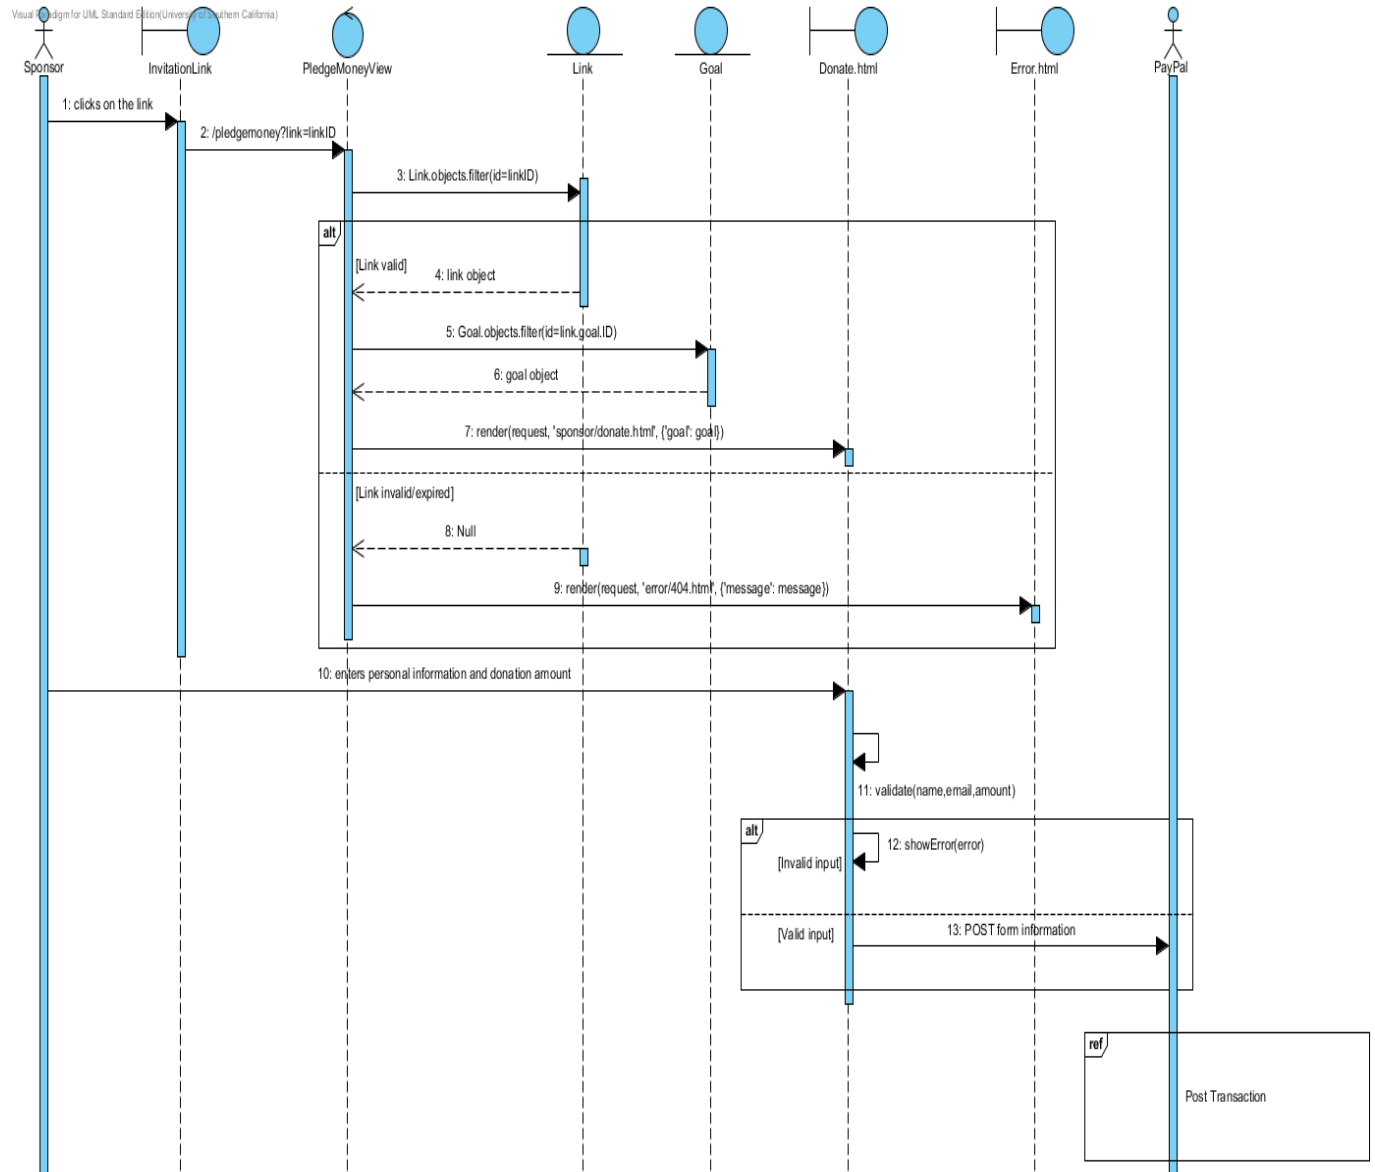 Visual Paradigm for UML Standard Edition(University of Southern California)
Sponsor
InvitationLink
PledgeMoneyView
Link
Goal
Donate.html
Error.html
PayPal
1: clicks on the link
2: /pledgemoney?link=linkID
3: Link.objects.filter(id=linkID)
alt
[Link valid]
4: link object
5: Goal.objects.filter(id=link.goal.ID)
6: goal object
7: render(request, 'sponsor/donate.html', {'goal': goal})
[Link invalid/expired]
8: Null
9: render(request, 'error/404.html', {'message': message})
10: enters personal information and donation amount
11: validate(name,email,amount)
alt
12: showError(error)
[Invalid input]
[Valid input]
13: POST form information
ref
Post Transaction